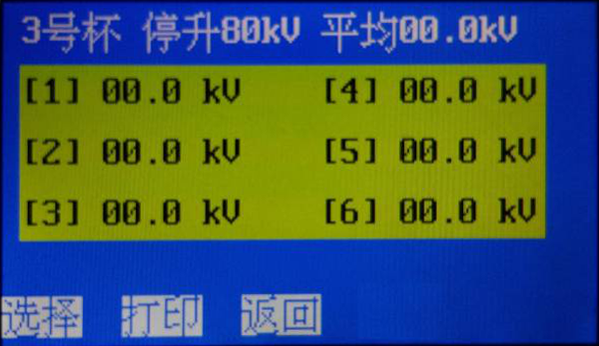 3号杯 停升80kV 平均00.0kV
[1] 00.0 kV [4] 00.0 kV
[2] 00.0 kV [5] 00.0 kV
[3] 00.0 kV [6] 00.0 kV
选择 打印 返回